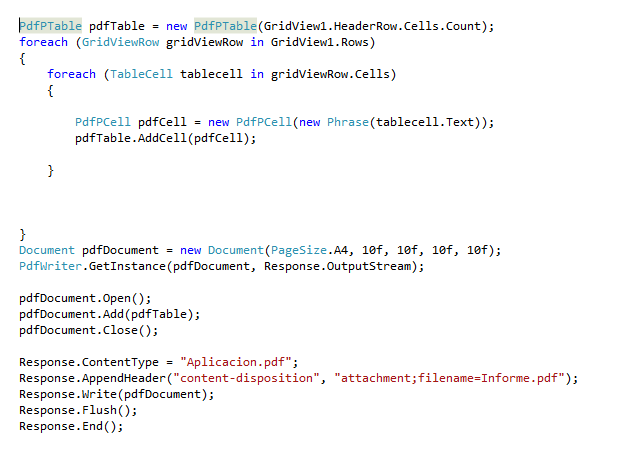 PdfPTable pdfTable = new PdfPTable(GridView1.HeaderRow.Cells.Count);
foreach (GridViewRow gridViewRow in GridView1.Rows)
{
    foreach (TableCell tablecell in gridViewRow.Cells)
    {
        PdfPCell pdfCell = new PdfPCell(new Phrase(tablecell.Text));
        pdfTable.AddCell(pdfCell);
    }
}
Document pdfDocument = new Document(PageSize.A4, 10f, 10f, 10f, 10f);
PdfWriter.GetInstance(pdfDocument, Response.OutputStream);
pdfDocument.Open();
pdfDocument.Add(pdfTable);
pdfDocument.Close();
Response.ContentType = "Aplicacion.pdf";
Response.AppendHeader("content-disposition", "attachment;filename=Informe.pdf");
Response.Write(pdfDocument);
Response.Flush();
Response.End();